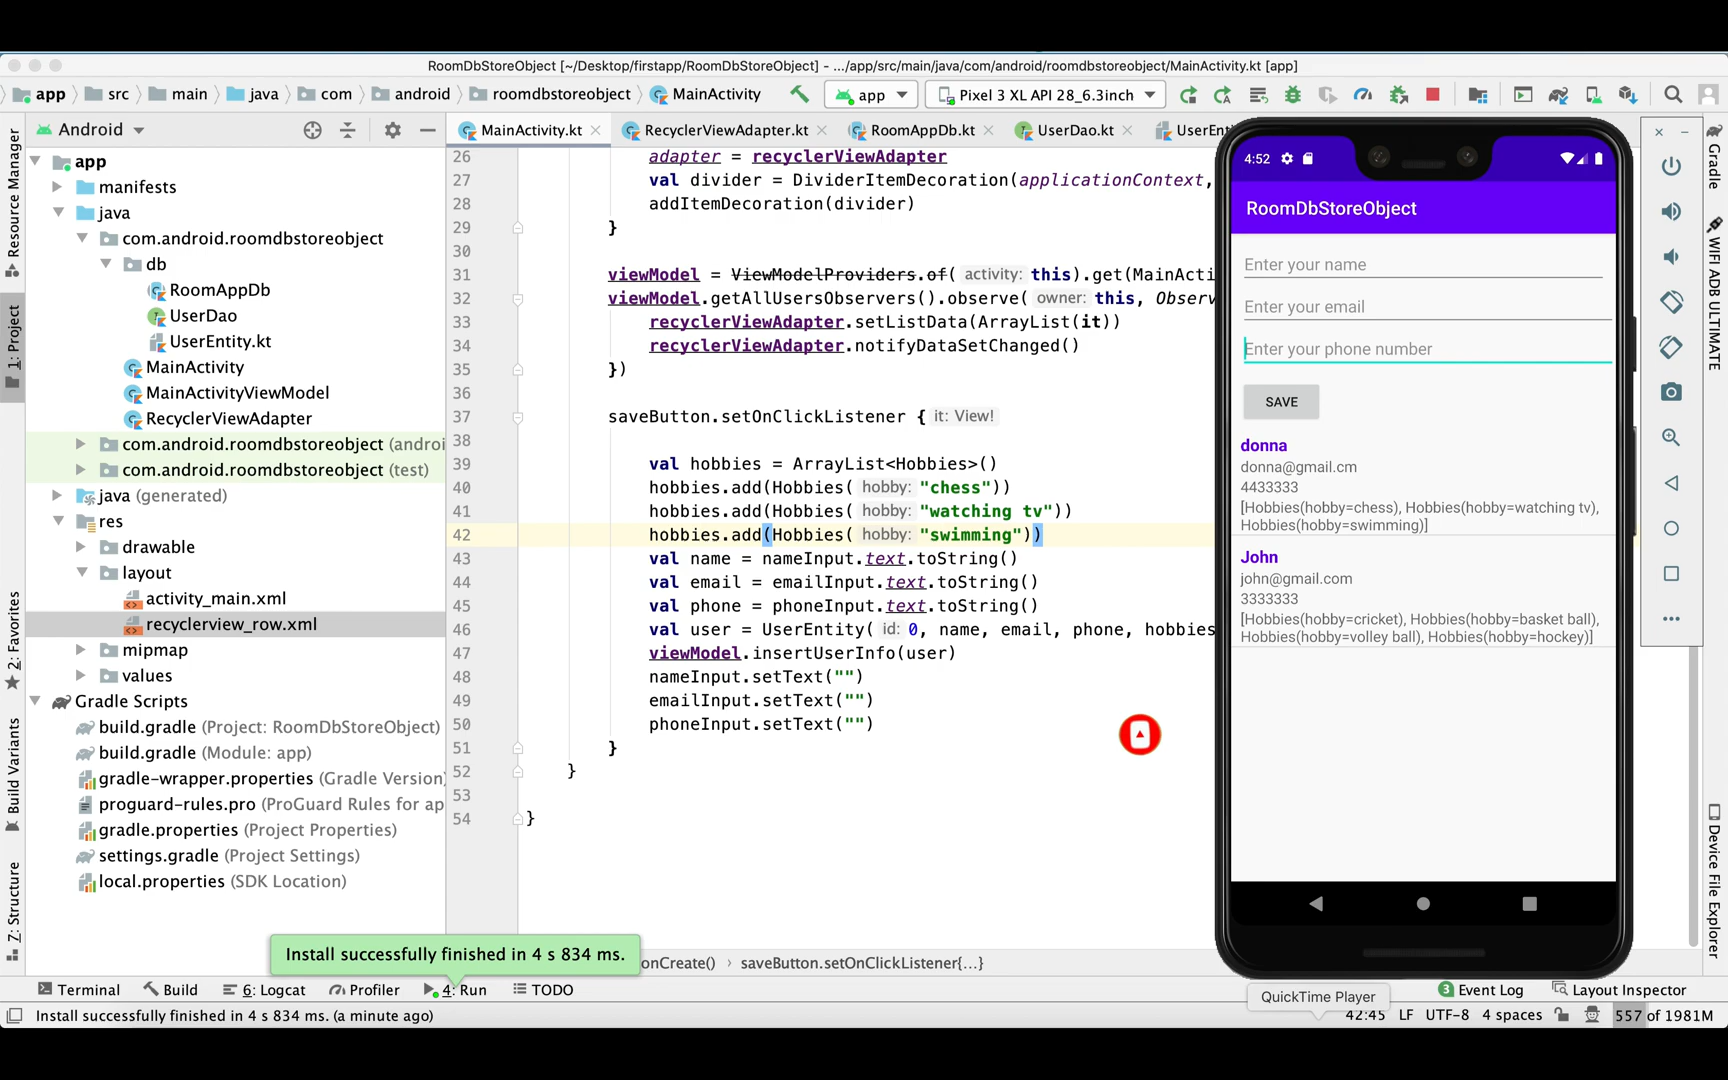 RoomDbStoreObject [~/Desktop/firstapp/RoomDbStoreObject] – .../app/src/main/java/com/android/roomdbstoreobject/MainActivity.kt [app]
app src main java com android roomdbstoreobject MainActivity app Pixel 3 XL API 28_6.3inch
Android
MainActivity.kt RecyclerViewAdapter.kt RoomAppDb.kt UserDao.kt UserEnt
Resource Manager
1: Project
2: Favorites
Build Variants
7: Structure
app
manifests
java
com.android.roomdbstoreobject
db
RoomAppDb
UserDao
UserEntity.kt
MainActivity
MainActivityViewModel
RecyclerViewAdapter
com.android.roomdbstoreobject (androi
com.android.roomdbstoreobject (test)
java (generated)
res
drawable
layout
activity_main.xml
recyclerview_row.xml
mipmap
values
Gradle Scripts
build.gradle (Project: RoomDbStoreObject)
build.gradle (Module: app)
gradle-wrapper.properties (Gradle Version)
proguard-rules.pro (ProGuard Rules for ap
gradle.properties (Project Properties)
settings.gradle (Project Settings)
local.properties (SDK Location)
26 adapter = recyclerViewAdapter
27 val divider = DividerItemDecoration(applicationContext,
28 addItemDecoration(divider)
29 }
30
31 viewModel = ViewModelProviders.of( activity: this).get(MainActi
32 viewModel.getAllUsersObservers().observe( owner: this, Observ
33 recyclerViewAdapter.setListData(ArrayList(it))
34 recyclerViewAdapter.notifyDataSetChanged()
35 })
36
37 saveButton.setOnClickListener { it: View!
38
39 val hobbies = ArrayList<Hobbies>()
40 hobbies.add(Hobbies( hobby: "chess"))
41 hobbies.add(Hobbies( hobby: "watching tv"))
42 hobbies.add(Hobbies( hobby: "swimming"))
43 val name = nameInput.text.toString()
44 val email = emailInput.text.toString()
45 val phone = phoneInput.text.toString()
46 val user = UserEntity( id: 0, name, email, phone, hobbies
47 viewModel.insertUserInfo(user)
48 nameInput.setText("")
49 emailInput.setText("")
50 phoneInput.setText("")
51 }
52 }
53
54 }
4:52
RoomDbStoreObject
Enter your name
Enter your email
Enter your phone number
SAVE
donna
donna@gmail.cm
4433333
[Hobbies(hobby=chess), Hobbies(hobby=watching tv),
Hobbies(hobby=swimming)]
John
john@gmail.com
3333333
[Hobbies(hobby=cricket), Hobbies(hobby=basket ball),
Hobbies(hobby=volley ball), Hobbies(hobby=hockey)]
Gradle
WIFI ADB ULTIMATE
Device File Explorer
Install successfully finished in 4 s 834 ms.
onCreate() › saveButton.setOnClickListener{...}
Terminal Build 6: Logcat Profiler 4: Run TODO
QuickTime Player
3 Event Log Layout Inspector
Install successfully finished in 4 s 834 ms. (a minute ago)
42:45 LF UTF-8 4 spaces 557 of 1981M